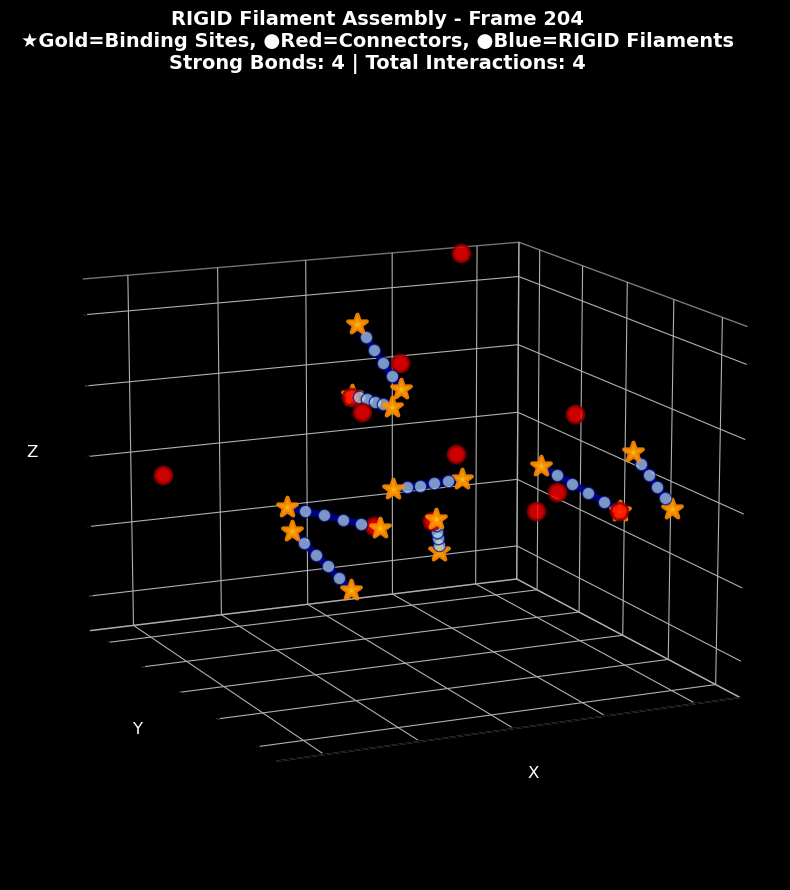 RIGID Filament Assembly - Frame 204
★Gold=Binding Sites, ●Red=Connectors, ●Blue=RIGID Filaments
Strong Bonds: 4 | Total Interactions: 4
Z
Y
X